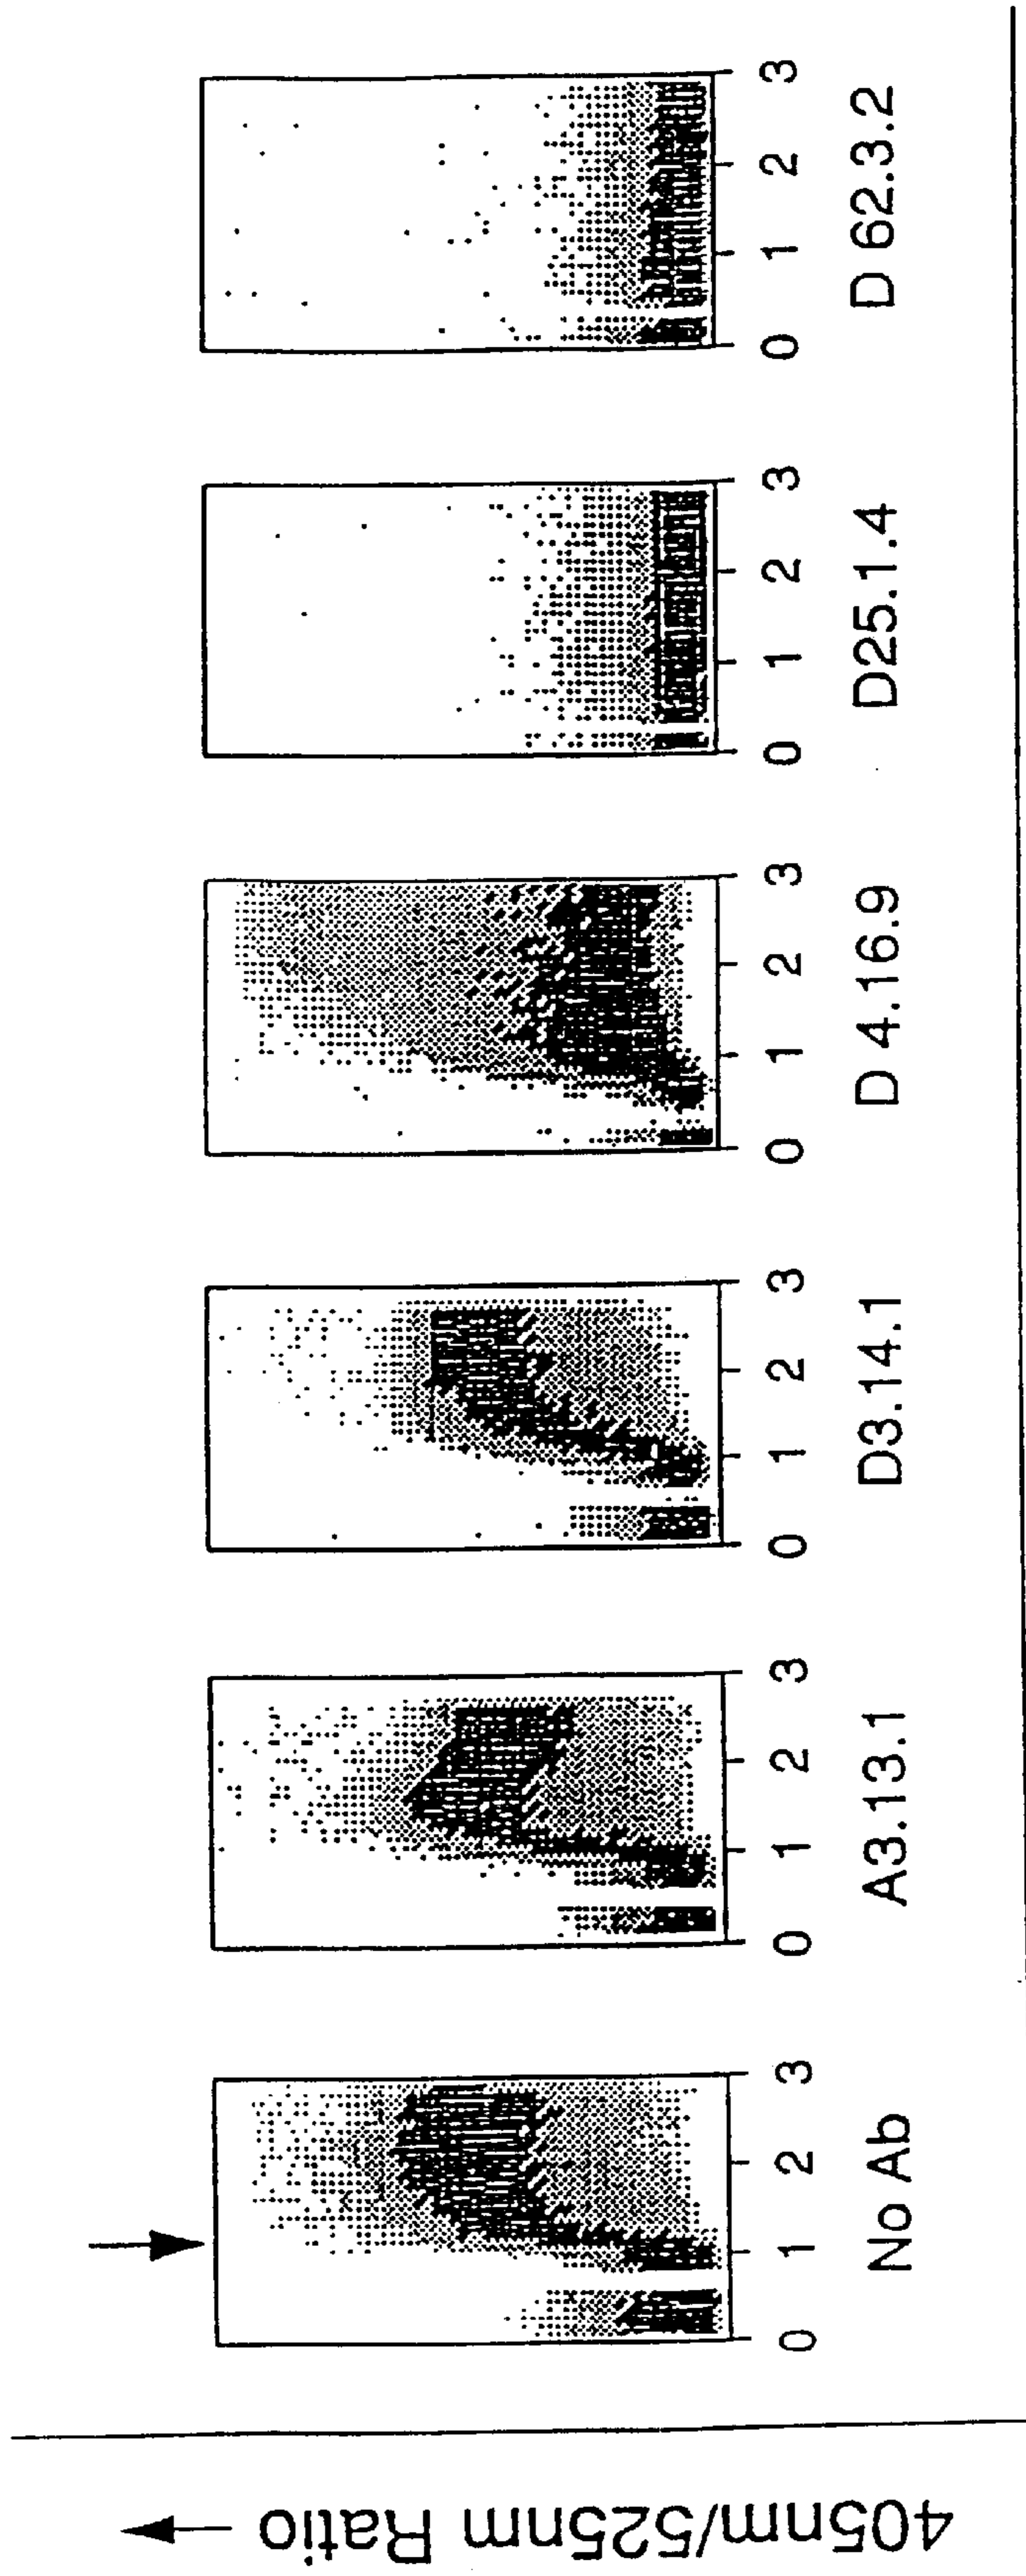 405nm/525nm Ratio
0 1 2 3
No Ab
0 1 2 3
A3.13.1
0 1 2 3
D3.14.1
0 1 2 3
D 4.16.9
0 1 2 3
D25.1.4
0 1 2 3
D 62.3.2